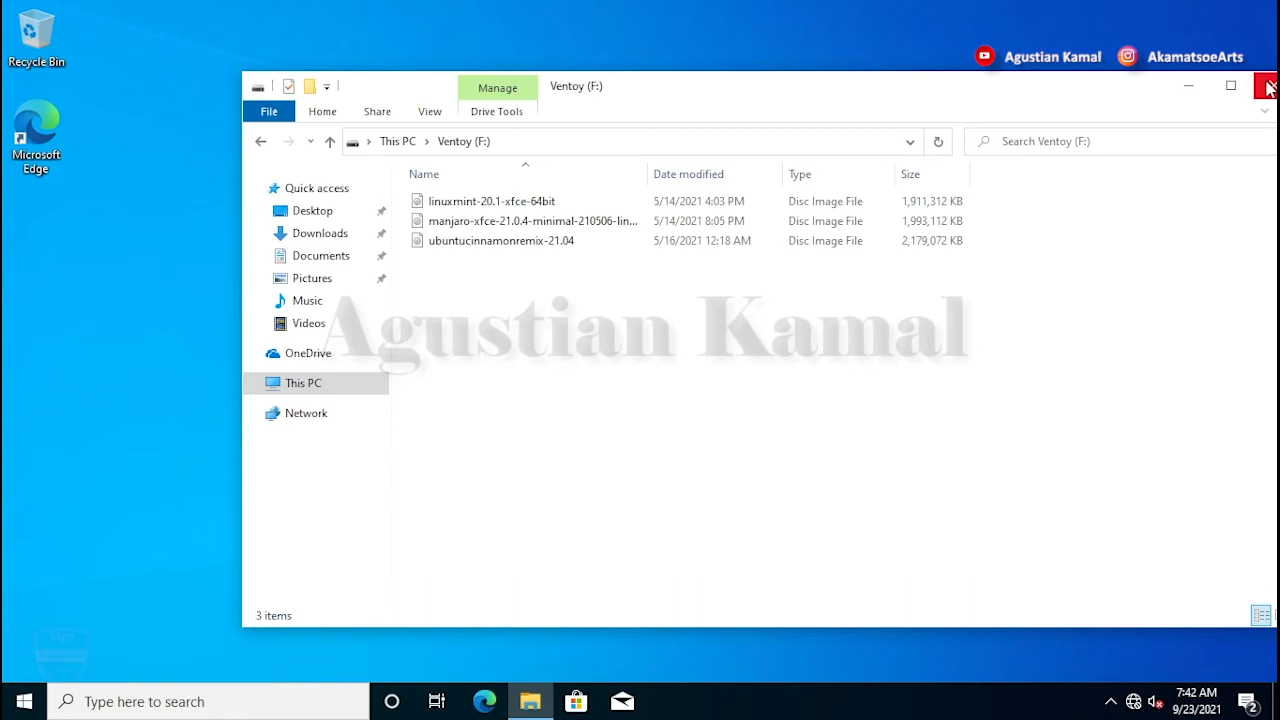 Recycle Bin
Agustian Kamal AkamatsoeArts
Manage Ventoy (F:)
Microsoft
Edge
File Home Share View Drive Tools
This PC Ventoy (F:) Search Ventoy (F:)
Name Date modified Type Size
Quick access
linuxmint-20.1-xfce-64bit 5/14/2021 4:03 PM Disc Image File 1,911,312 KB
Desktop
manjaro-xfce-21.0.4-minimal-210506-lin... 5/14/2021 8:05 PM Disc Image File 1,993,112 KB
Downloads
ubuntucinnamonremix-21.04 5/16/2021 12:18 AM Disc Image File 2,179,072 KB
Documents
Pictures
Music
Videos
Agustian Kamal
OneDrive
This PC
Network
3 items
Type here to search
7:42 AM
9/23/2021
2